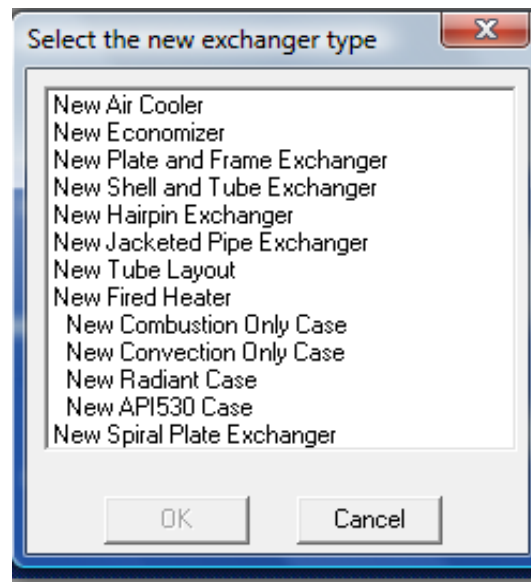 Select the new exchanger type
New Air Cooler
New Economizer
New Plate and Frame Exchanger
New Shell and Tube Exchanger
New Hairpin Exchanger
New Jacketed Pipe Exchanger
New Tube Layout
New Fired Heater
New Combustion Only Case
New Convection Only Case
New Radiant Case
New API530 Case
New Spiral Plate Exchanger
OK
Cancel